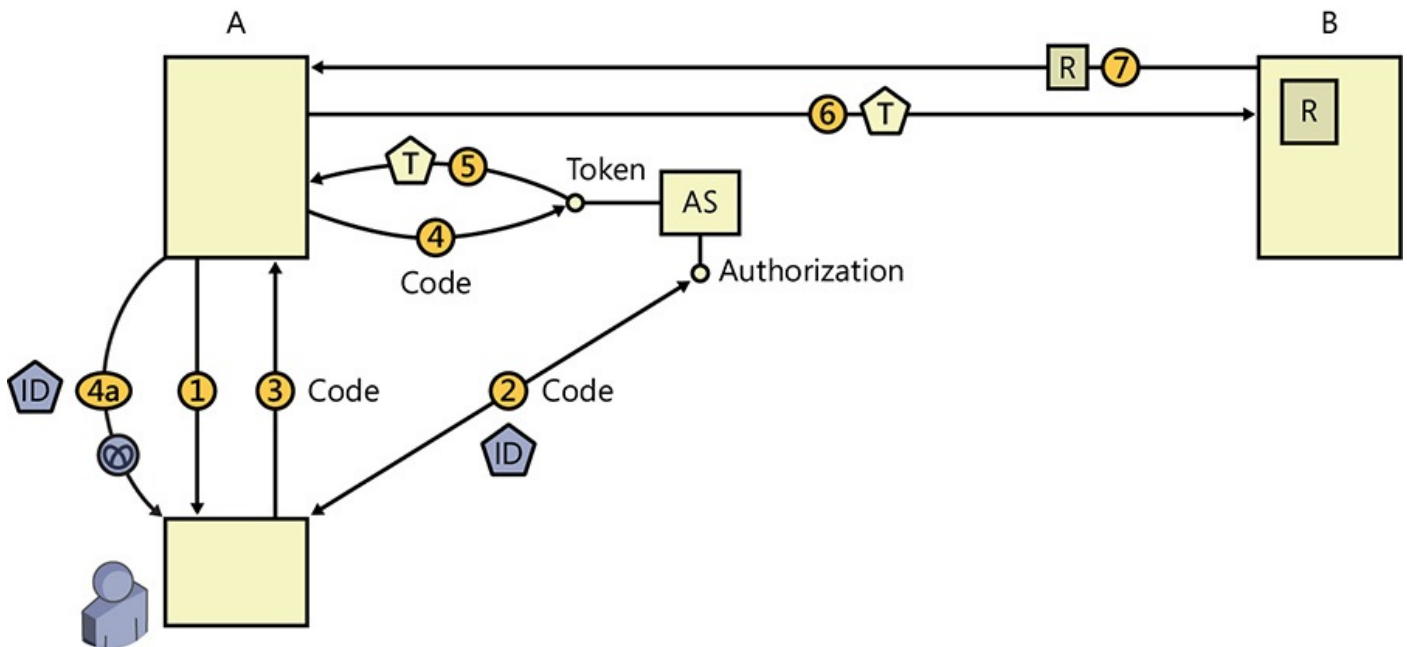 A
B
R 7
R
6 T
T 5
Token
AS
4
Code
Authorization
ID 4a 1 3 Code
2 Code
ID